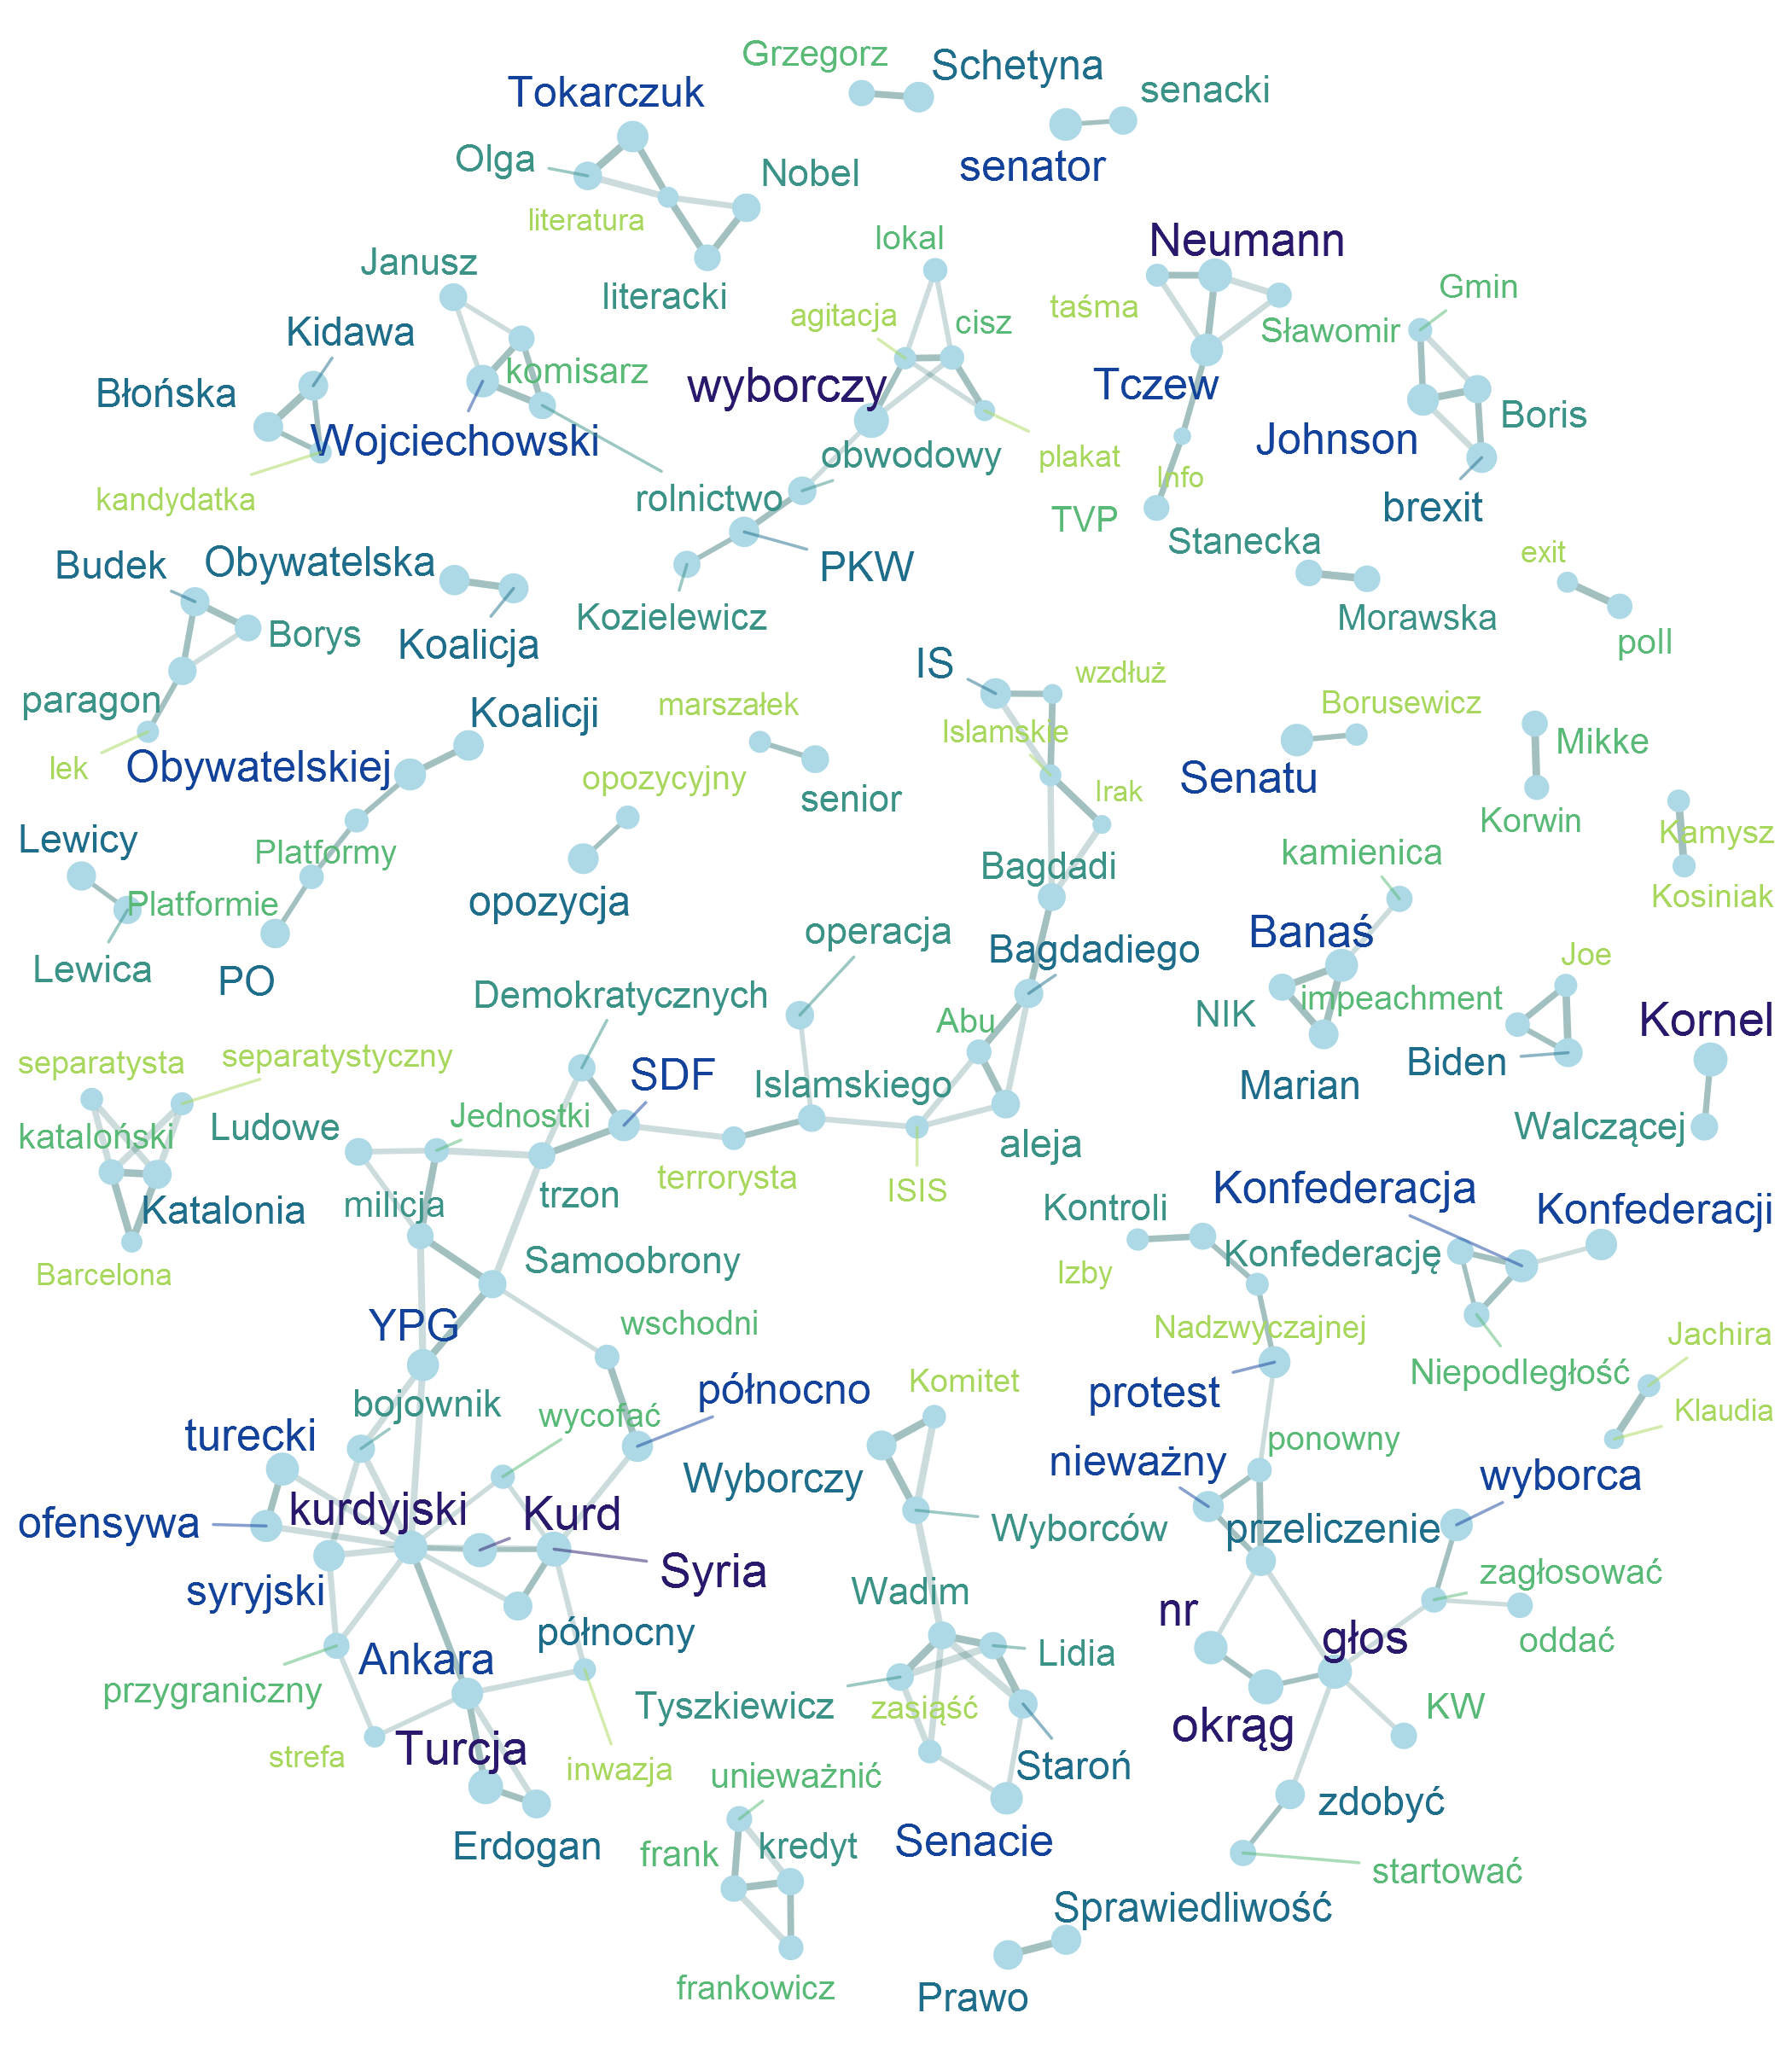 Grzegorz
Schetyna
Tokarczuk
senacki
Olga
Nobel
senator
literatura
Neumann
lokal
Janusz
Gmin
literacki
taśma
agitacja
cisz
Sławomir
Kidawa
komisarz
wyborczy
Tczew
Błońska
Boris
Wojciechowski
Johnson
obwodowy
plakat
Info
kandydatka
rolnictwo
brexit
TVP
Stanecka
exit
Budek
Obywatelska
PKW
Kozielewicz
Morawska
Borys
Koalicja
poll
IS
wzdłuż
paragon
marszałek
Borusewicz
Koalicji
Islamskie
Mikke
lek
Obywatelskiej
opozycyjny
Senatu
Irak
senior
Korwin
Kamysz
Lewicy
Platformy
kamienica
Bagdadi
Kosiniak
Platformie
opozycja
operacja
Banaś
Bagdadiego
Joe
Lewica
PO
Demokratycznych
impeachment
NIK
Kornel
Abu
separatysta
separatystyczny
SDF
Islamskiego
Marian
Biden
Jednostki
Ludowe
kataloński
Walczącej
aleja
terrorysta
ISIS
Konfederacja
trzon
milicja
Katalonia
Kontroli
Konfederacji
Konfederację
Samoobrony
Izby
Barcelona
YPG
wschodni
Nadzwyczajnej
Jachira
Niepodległość
Komitet
północno
protest
bojownik
wycofać
Klaudia
turecki
ponowny
nieważny
Wyborczy
wyborca
kurdyjski
Kurd
ofensywa
Wyborców
przeliczenie
Syria
zagłosować
syryjski
Wadim
nr
północny
głos
oddać
Lidia
Ankara
przygraniczny
Tyszkiewicz
zasiąść
KW
okrąg
Turcja
strefa
inwazja
Staroń
unieważnić
zdobyć
Erdogan
frank
kredyt
Senacie
startować
Sprawiedliwość
frankowicz
Prawo